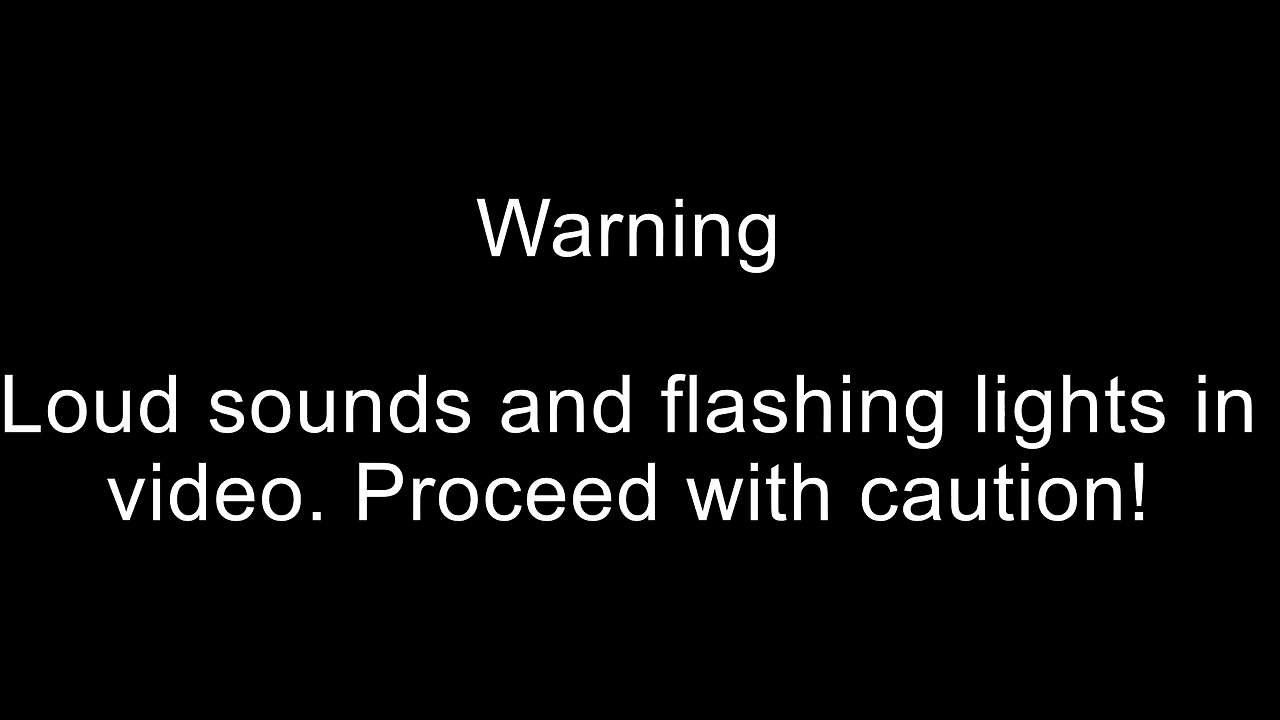 Warning
Loud sounds and flashing lights in
video. Proceed with caution!